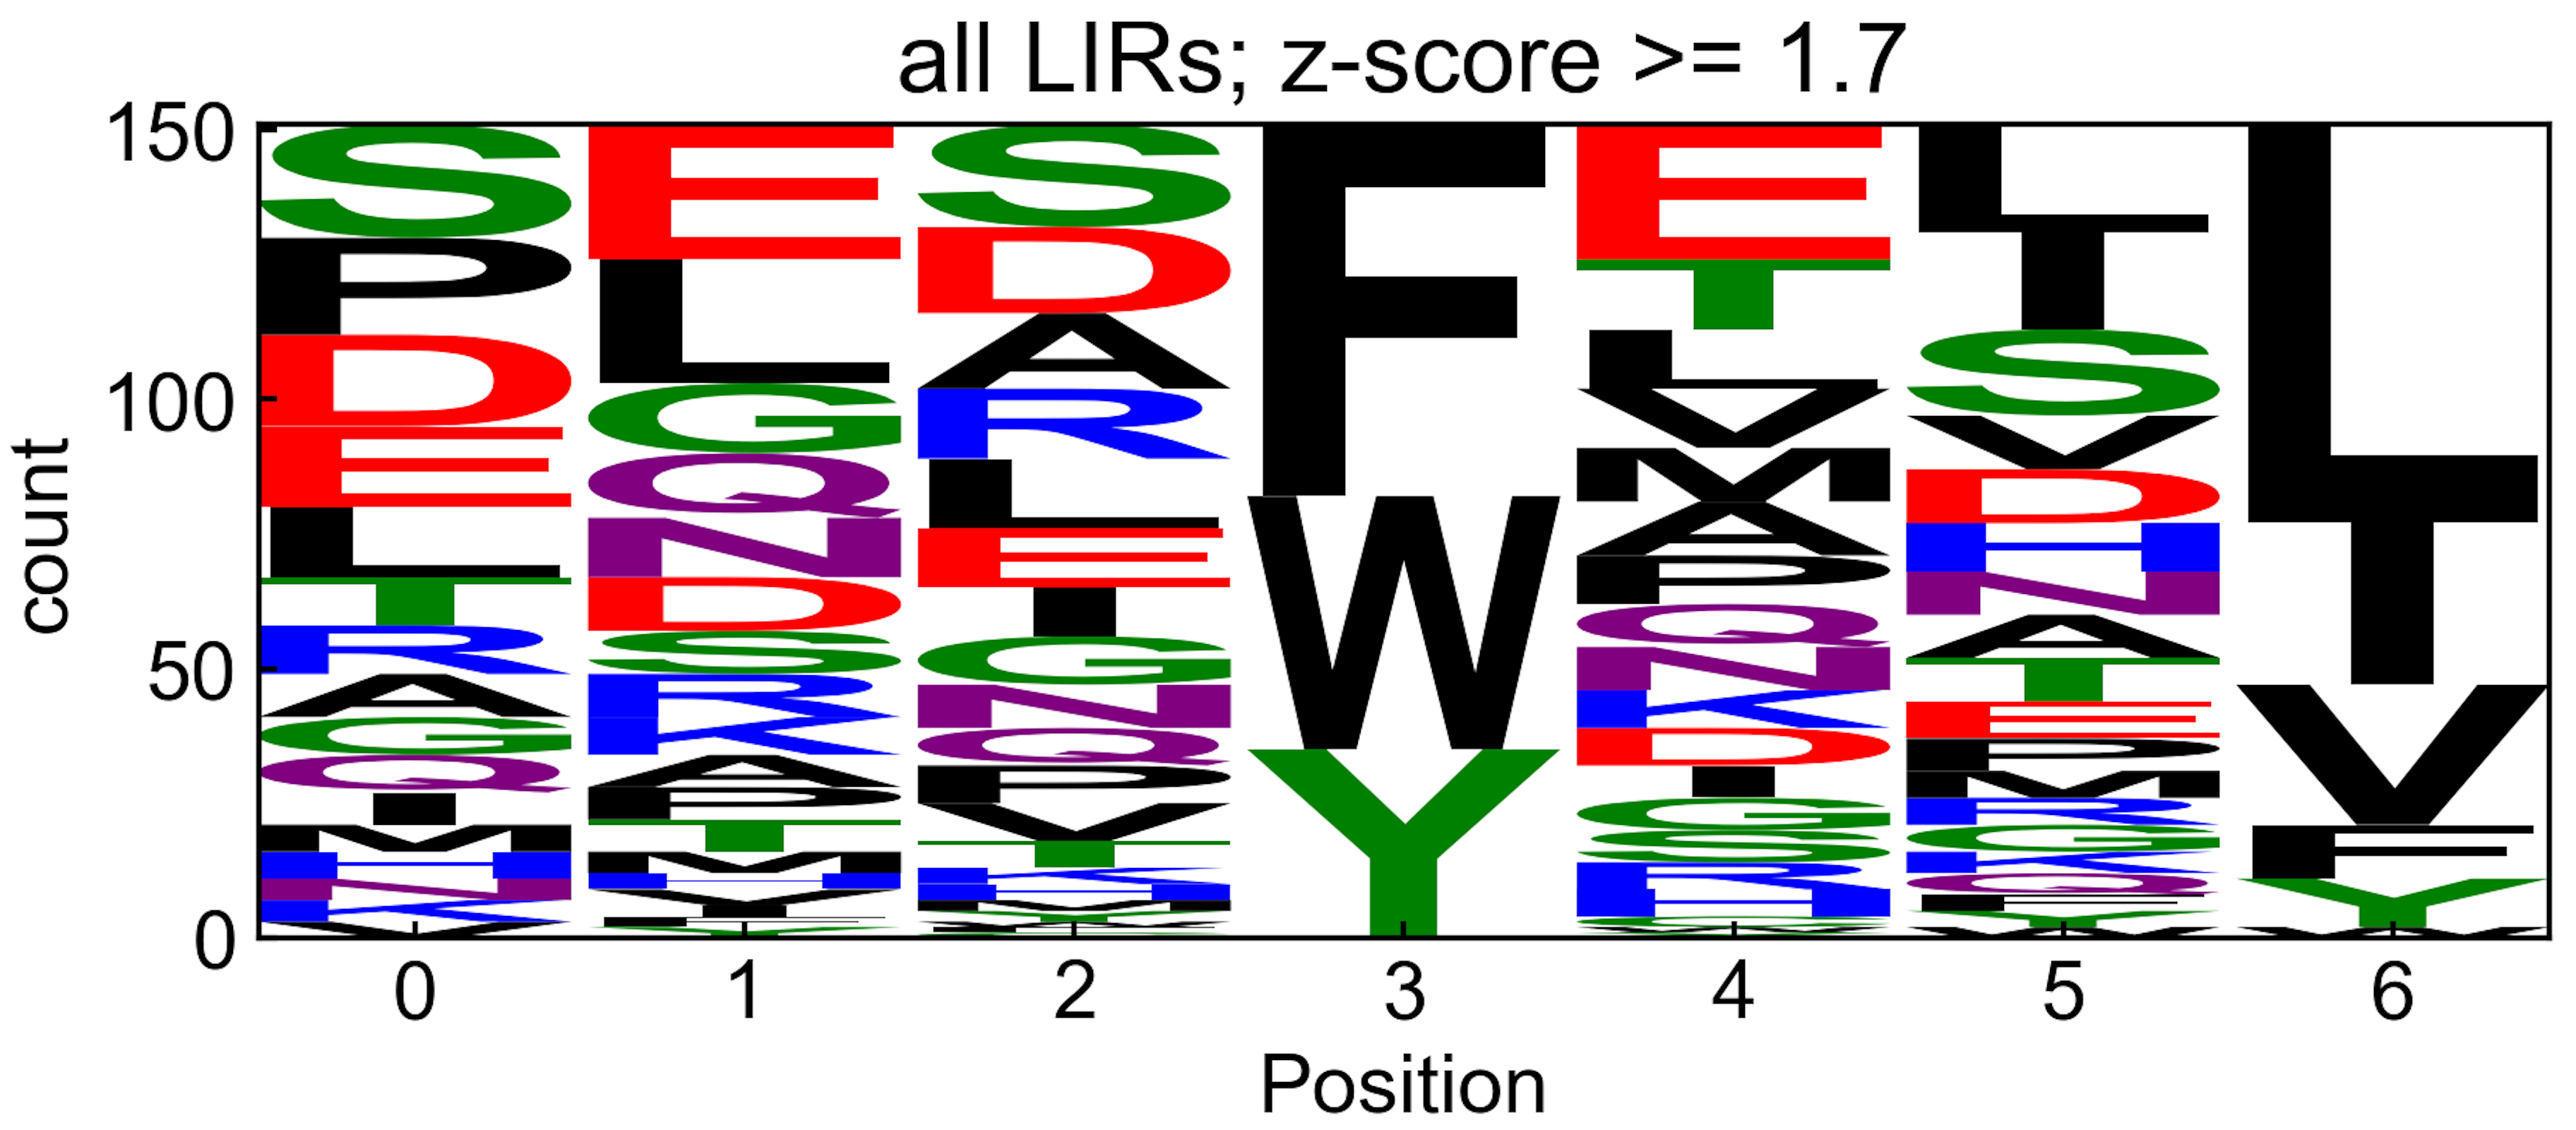 all LIRs; z-score >= 1.7
150
100
50
0
count
S E S F E L L
P L D W T I I
D G A Y L S V
E Q R V V F
L N L M D Y
T D E A H W
R S I P N
A R G Q A
G K N N T
Q A Q K E
I P P D P
M T V I M
H M T G R
N H K S G
K V H R K
V I M H Q
0 1 2 3 4 5 6
Position